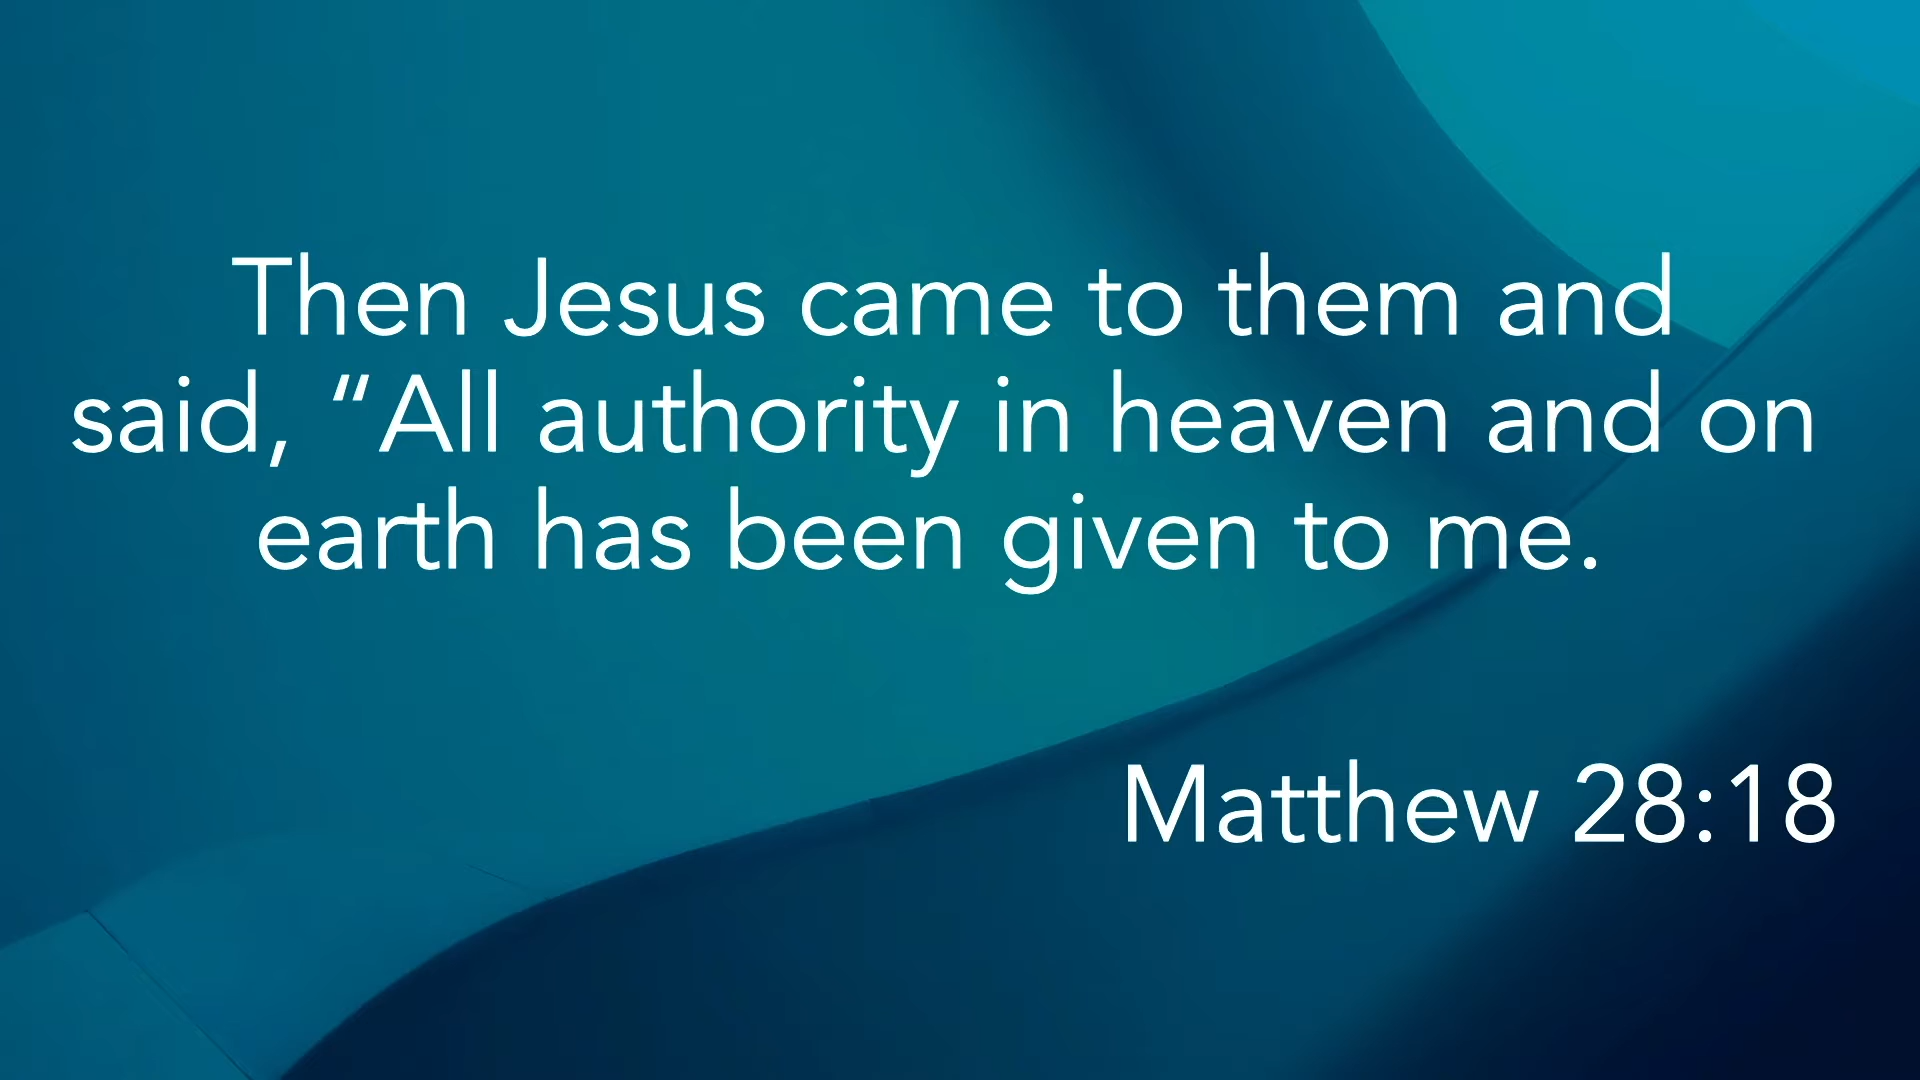 Then Jesus came to them and
said, “All authority in heaven and on
earth has been given to me.
Matthew 28:18